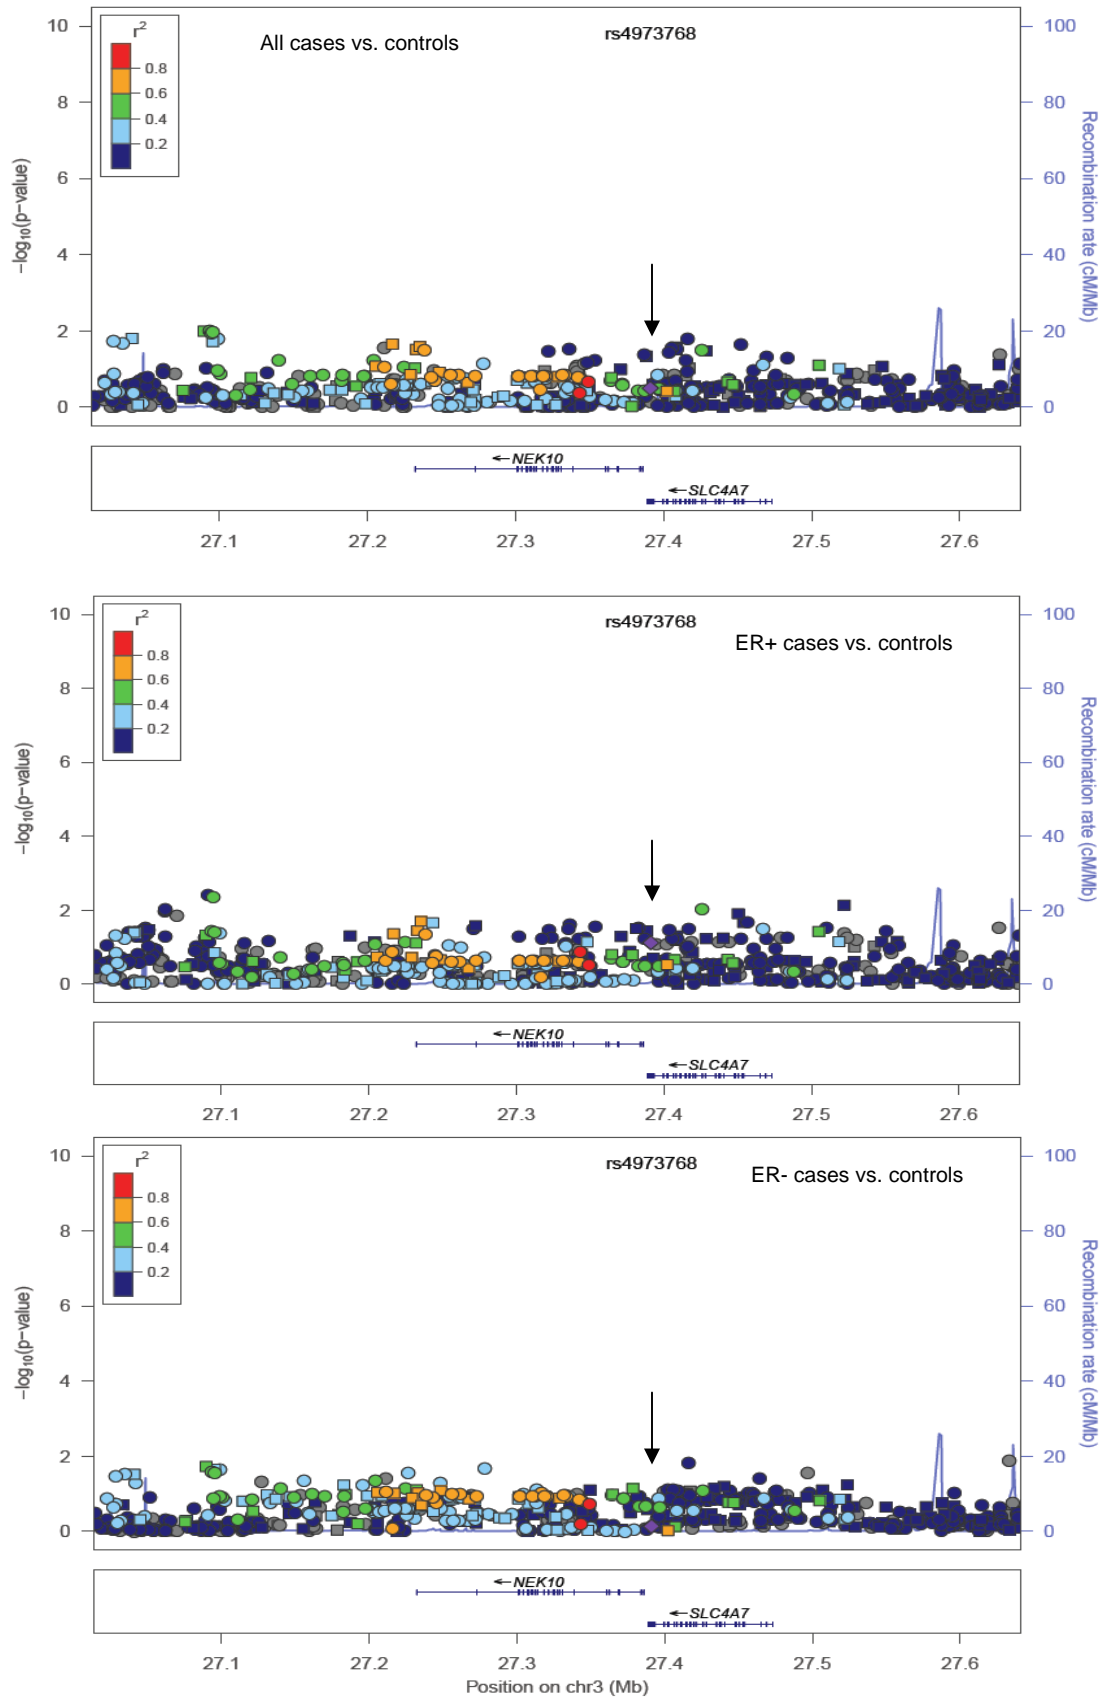 All cases vs. controls
rs4973768
r2
0.8
0.6
0.4
0.2
10
8
6
4
2
0
−log10(p−value)
100
80
60
40
20
0
Recombination rate (cM/Mb)
←NEK10
←SLC4A7
27.1 27.2 27.3 27.4 27.5 27.6
rs4973768
ER+ cases vs. controls
r2
0.8
0.6
0.4
0.2
10
8
6
4
2
0
−log10(p−value)
100
80
60
40
20
0
Recombination rate (cM/Mb)
←NEK10
←SLC4A7
27.1 27.2 27.3 27.4 27.5 27.6
rs4973768
ER- cases vs. controls
r2
0.8
0.6
0.4
0.2
10
8
6
4
2
0
−log10(p−value)
100
80
60
40
20
0
Recombination rate (cM/Mb)
←NEK10
←SLC4A7
27.1 27.2 27.3 27.4 27.5 27.6
Position on chr3 (Mb)